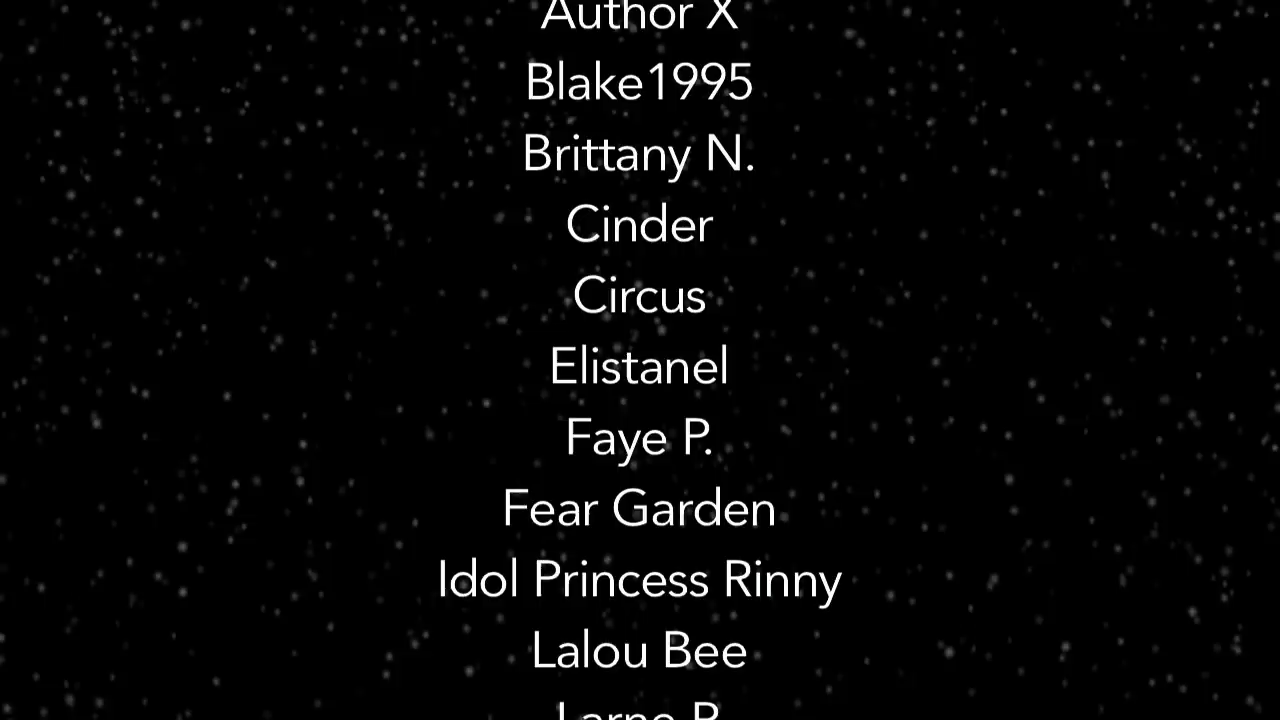 Author X
Blake1995
Brittany N.
Cinder
Circus
Elistanel
Faye P.
Fear Garden
Idol Princess Rinny
Lalou Bee